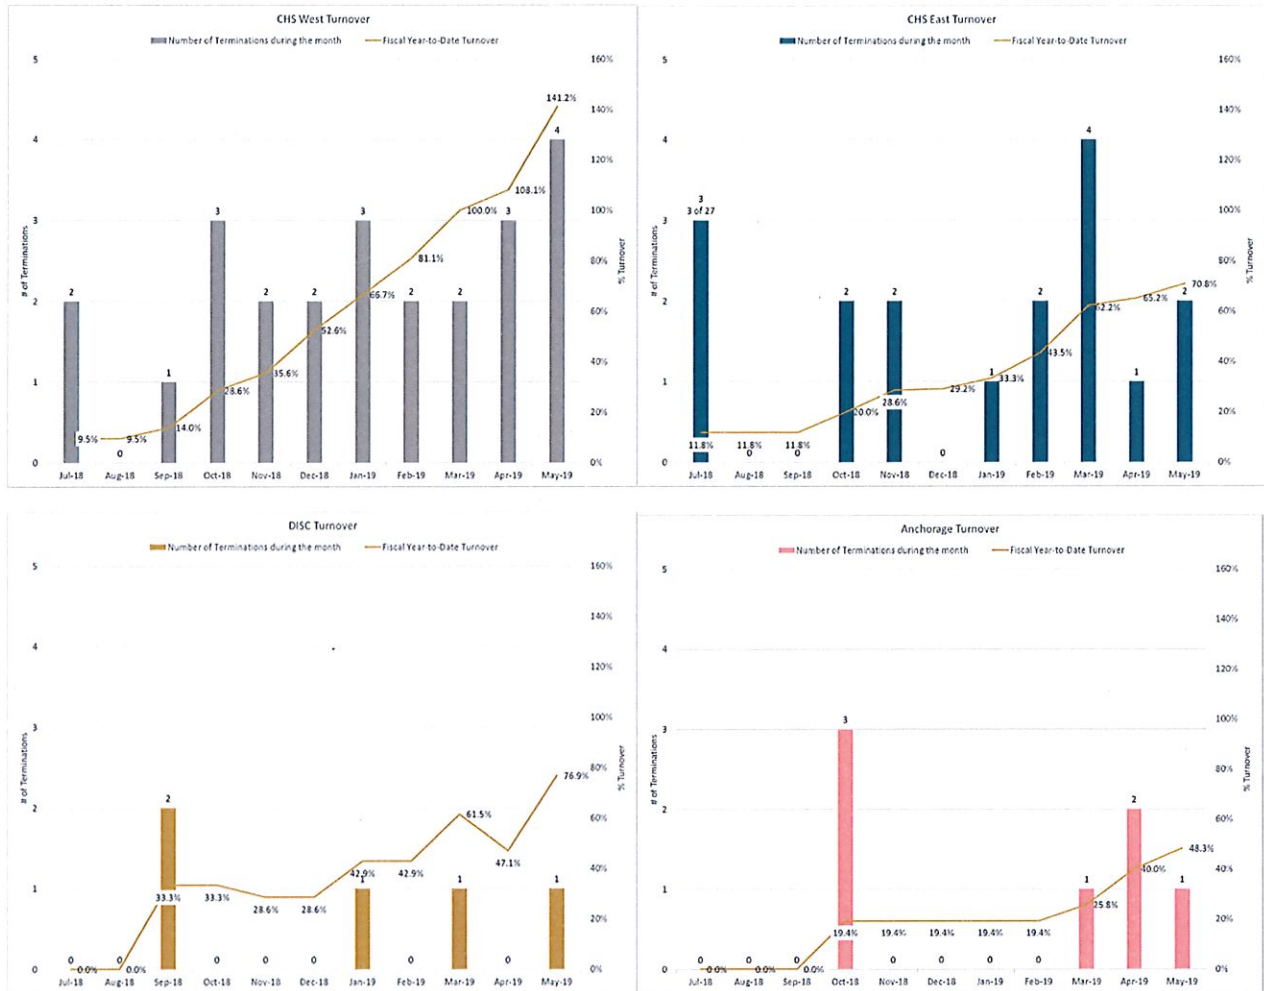 CHS West Turnover
Number of Terminations during the month Fiscal Year-to-Date Turnover
5 160%
140%
4 120%
3 100%
80%
2 60%
1 40%
20%
0 0%
# of Terminations
% Turnover
2 0 1 3 2 2 3 2 2 3 4
9.5% 9.5% 14.0% 28.6% 35.6% 52.6% 66.7% 81.1% 100.0% 108.1% 141.2%
Jul-18 Aug-18 Sep-18 Oct-18 Nov-18 Dec-18 Jan-19 Feb-19 Mar-19 Apr-19 May-19
CHS East Turnover
Number of Terminations during the month Fiscal Year-to-Date Turnover
5 160%
140%
4 120%
3 100%
80%
2 60%
1 40%
20%
0 0%
# of Terminations
% Turnover
3 0 0 2 2 0 1 2 4 1 2
3 of 27
11.8% 11.8% 11.8% 20.0% 28.6% 29.2% 33.3% 43.5% 62.2% 65.2% 70.8%
Jul-18 Aug-18 Sep-18 Oct-18 Nov-18 Dec-18 Jan-19 Feb-19 Mar-19 Apr-19 May-19
DISC Turnover
Number of Terminations during the month Fiscal Year-to-Date Turnover
5 160%
140%
4 120%
3 100%
80%
2 60%
1 40%
20%
0 0%
# of Terminations
% Turnover
0 0 2 0 0 0 1 0 1 0 1
0.0% 0.0% 33.3% 33.3% 28.6% 28.6% 42.9% 42.9% 61.5% 47.1% 76.9%
Jul-18 Aug-18 Sep-18 Oct-18 Nov-18 Dec-18 Jan-19 Feb-19 Mar-19 Apr-19 May-19
Anchorage Turnover
Number of Terminations during the month Fiscal Year-to-Date Turnover
5 160%
140%
4 120%
3 100%
80%
2 60%
1 40%
20%
0 0%
# of Terminations
% Turnover
0 0 0 3 0 0 0 0 1 2 1
0.0% 0.0% 0.0% 19.4% 19.4% 19.4% 19.4% 19.4% 25.8% 40.0% 48.3%
Jul-18 Aug-18 Sep-18 Oct-18 Nov-18 Dec-18 Jan-19 Feb-19 Mar-19 Apr-19 May-19